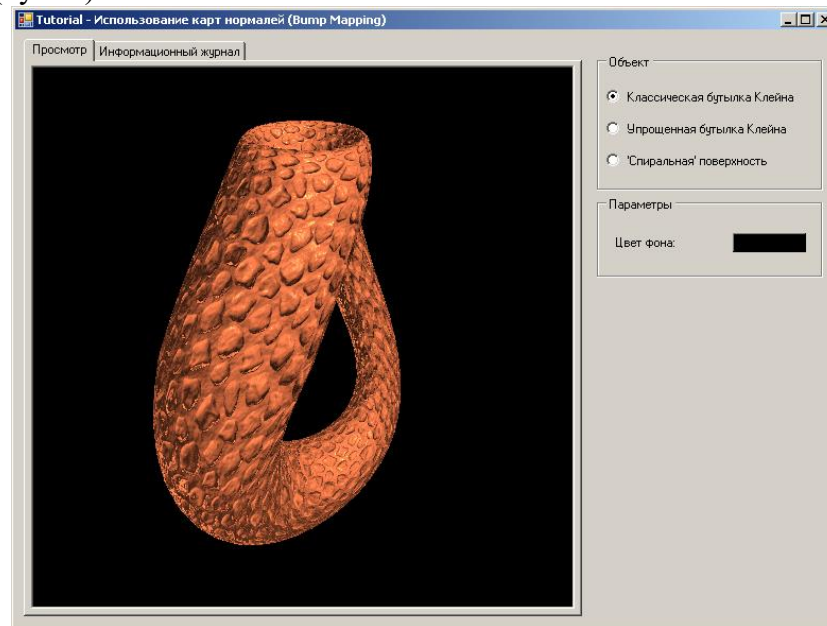 Tutorial - Использование карт нормалей (Bump Mapping)
Просмотр
Информационный журнал
Объект
Классическая бутылка Клейна
Упрощенная бутылка Клейна
'Спиральная' поверхность
Параметры
Цвет фона: